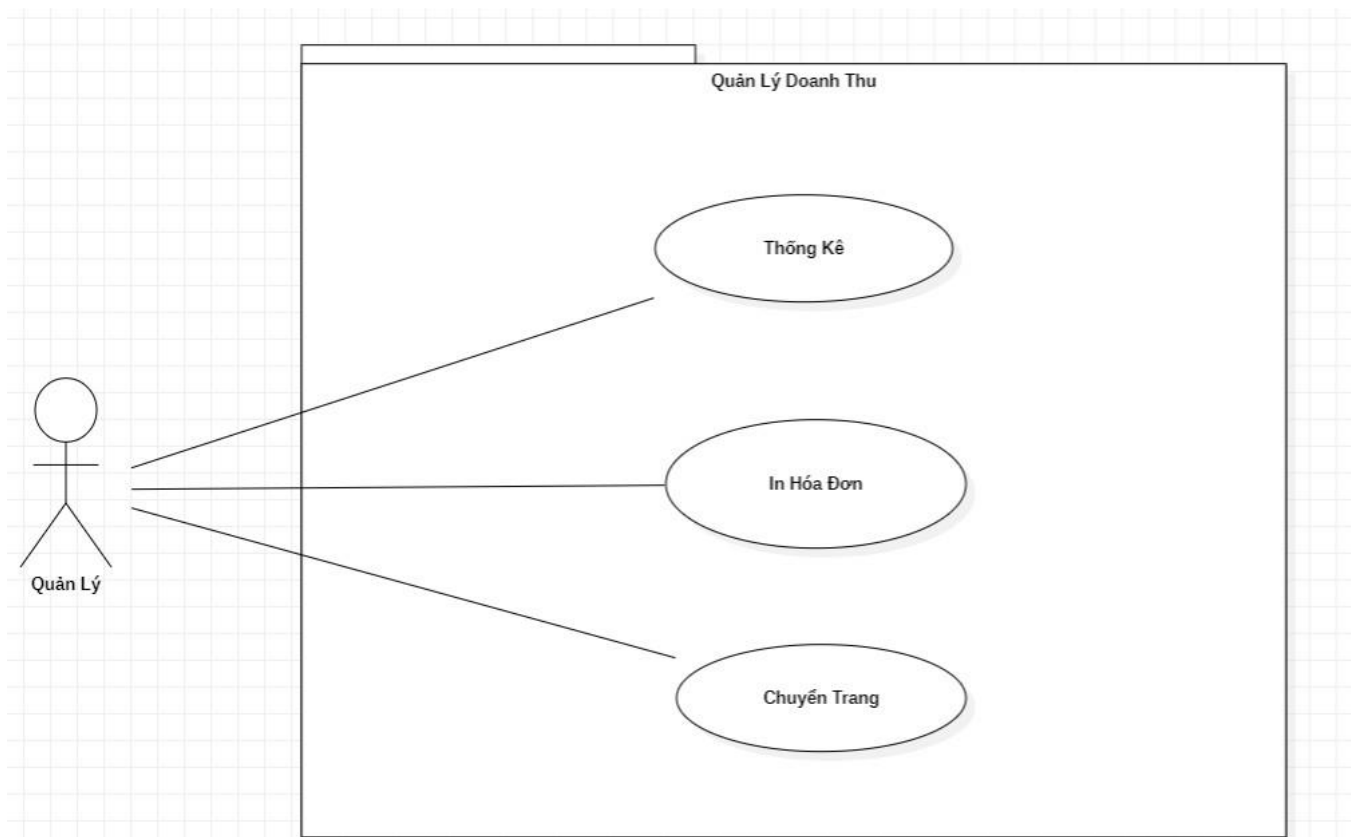 Quản Lý Doanh Thu
Thống Kê
In Hóa Đơn
Quản Lý
Chuyển Trang